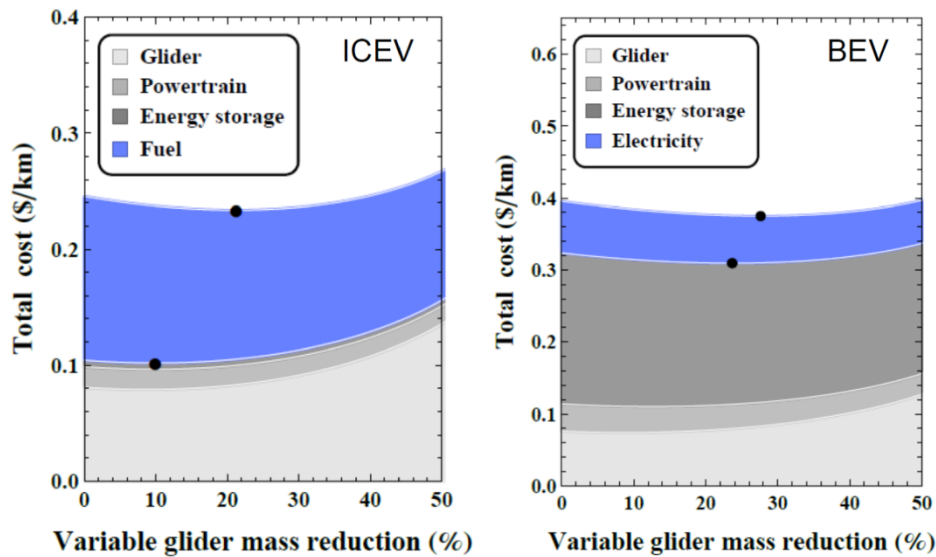 ICEV
Glider
Powertrain
Energy storage
Fuel
Total cost ($/km)
0.4
0.3
0.2
0.1
0.0
0 10 20 30 40 50
Variable glider mass reduction (%)
BEV
Glider
Powertrain
Energy storage
Electricity
Total cost ($/km)
0.6
0.5
0.4
0.3
0.2
0.1
0.0
0 10 20 30 40 50
Variable glider mass reduction (%)